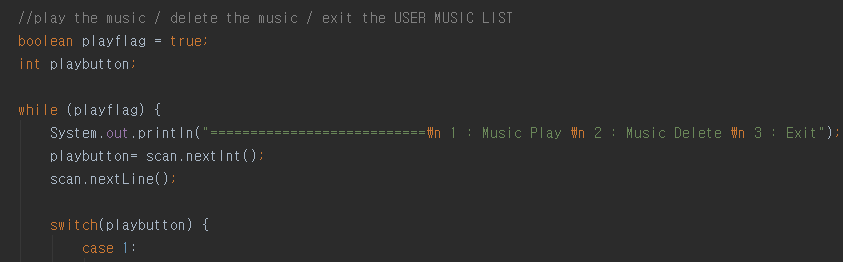 //play the music / delete the music / exit the USER MUSIC LIST
boolean playflag = true;
int playbutton;
while (playflag) {
System.out.println("===========================₩n 1 : Music Play ₩n 2 : Music Delete ₩n 3 : Exit");
playbutton= scan.nextInt();
scan.nextLine();
switch(playbutton) {
case 1: